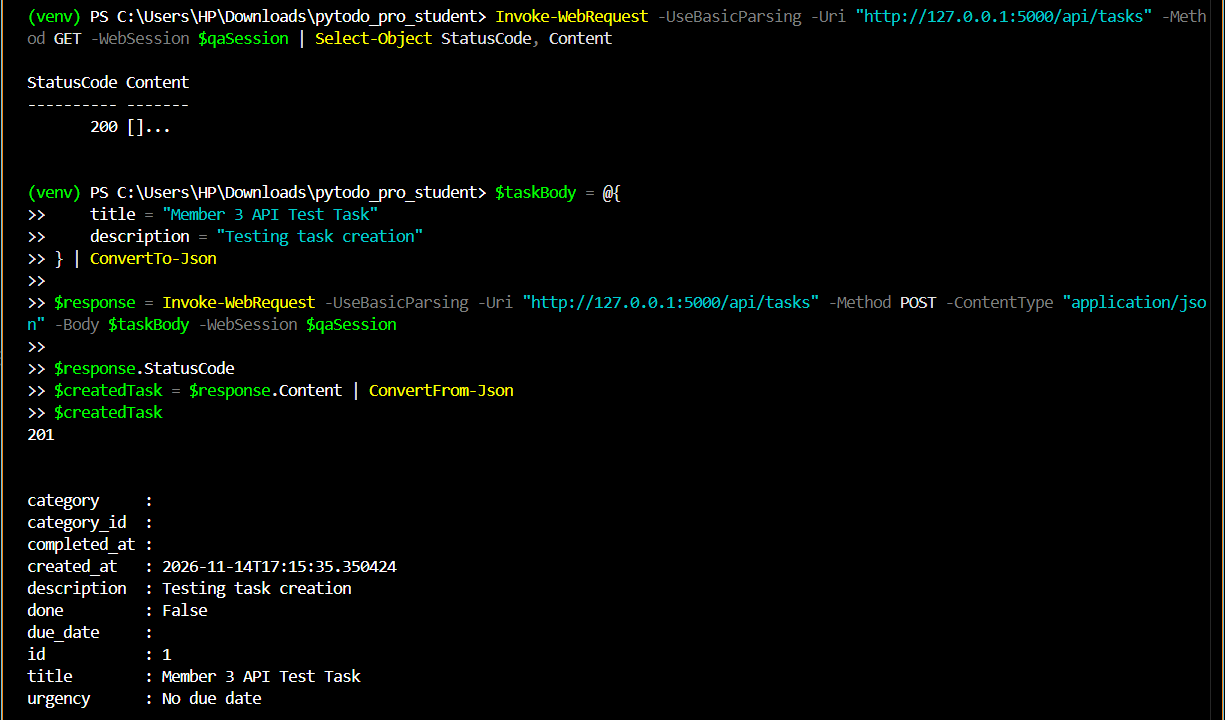 (venv) PS C:\Users\HP\Downloads\pytodo_pro_student> Invoke-WebRequest -UseBasicParsing -Uri "http://127.0.0.1:5000/api/tasks" -Meth
od GET -WebSession $qaSession | Select-Object StatusCode, Content
StatusCode Content
---------- -------
       200 []...
(venv) PS C:\Users\HP\Downloads\pytodo_pro_student> $taskBody = @{
>>     title = "Member 3 API Test Task"
>>     description = "Testing task creation"
>> } | ConvertTo-Json
>>
>> $response = Invoke-WebRequest -UseBasicParsing -Uri "http://127.0.0.1:5000/api/tasks" -Method POST -ContentType "application/jso
n" -Body $taskBody -WebSession $qaSession
>>
>> $response.StatusCode
>> $createdTask = $response.Content | ConvertFrom-Json
>> $createdTask
201
category     :
category_id  :
completed_at :
created_at   : 2026-11-14T17:15:35.350424
description  : Testing task creation
done         : False
due_date     :
id           : 1
title        : Member 3 API Test Task
urgency      : No due date